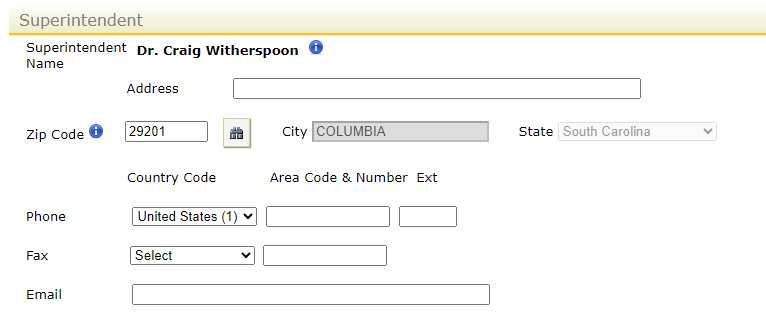 Superintendent
Superintendent Name Dr. Craig Witherspoon
Address
Zip Code 29201 City COLUMBIA State South Carolina
Country Code Area Code & Number Ext
Phone United States (1)
Fax Select
Email